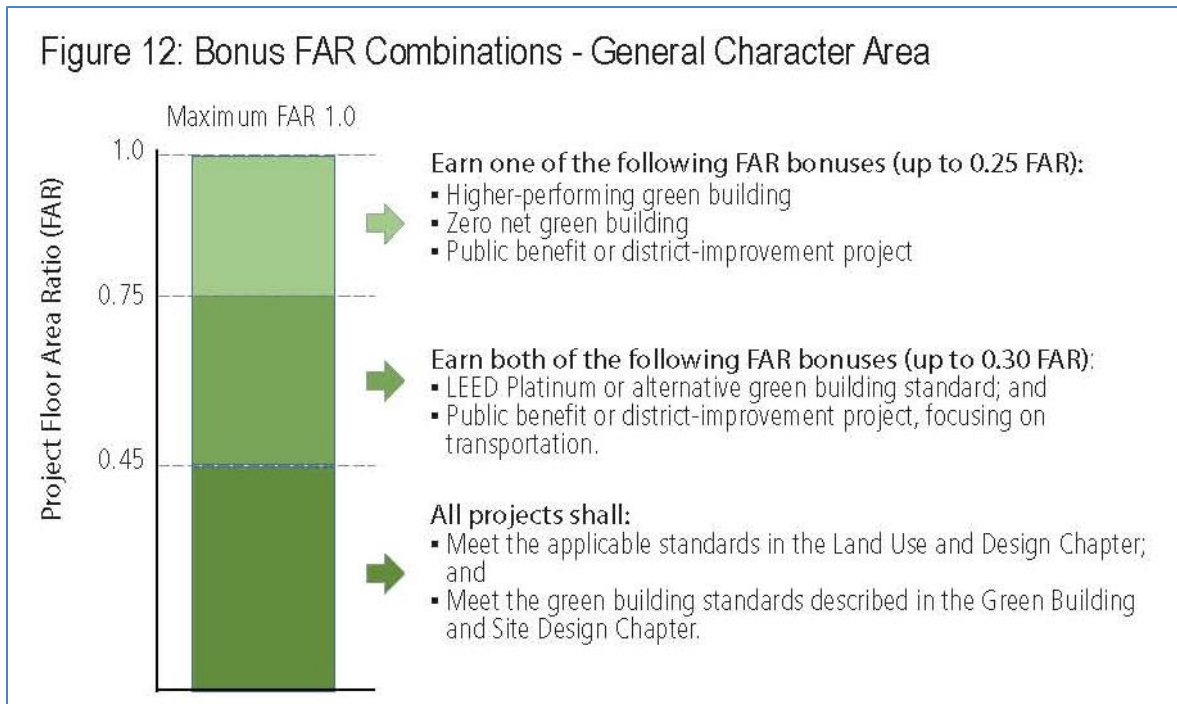 Figure 12: Bonus FAR Combinations - General Character Area
Maximum FAR 1.0
Project Floor Area Ratio (FAR)
1.0
Earn one of the following FAR bonuses (up to 0.25 FAR):
▪ Higher-performing green building
▪ Zero net green building
▪ Public benefit or district-improvement project
0.75
Earn both of the following FAR bonuses (up to 0.30 FAR):
▪ LEED Platinum or alternative green building standard; and
▪ Public benefit or district-improvement project, focusing on
transportation.
0.45
All projects shall:
▪ Meet the applicable standards in the Land Use and Design Chapter;
and
▪ Meet the green building standards described in the Green Building
and Site Design Chapter.